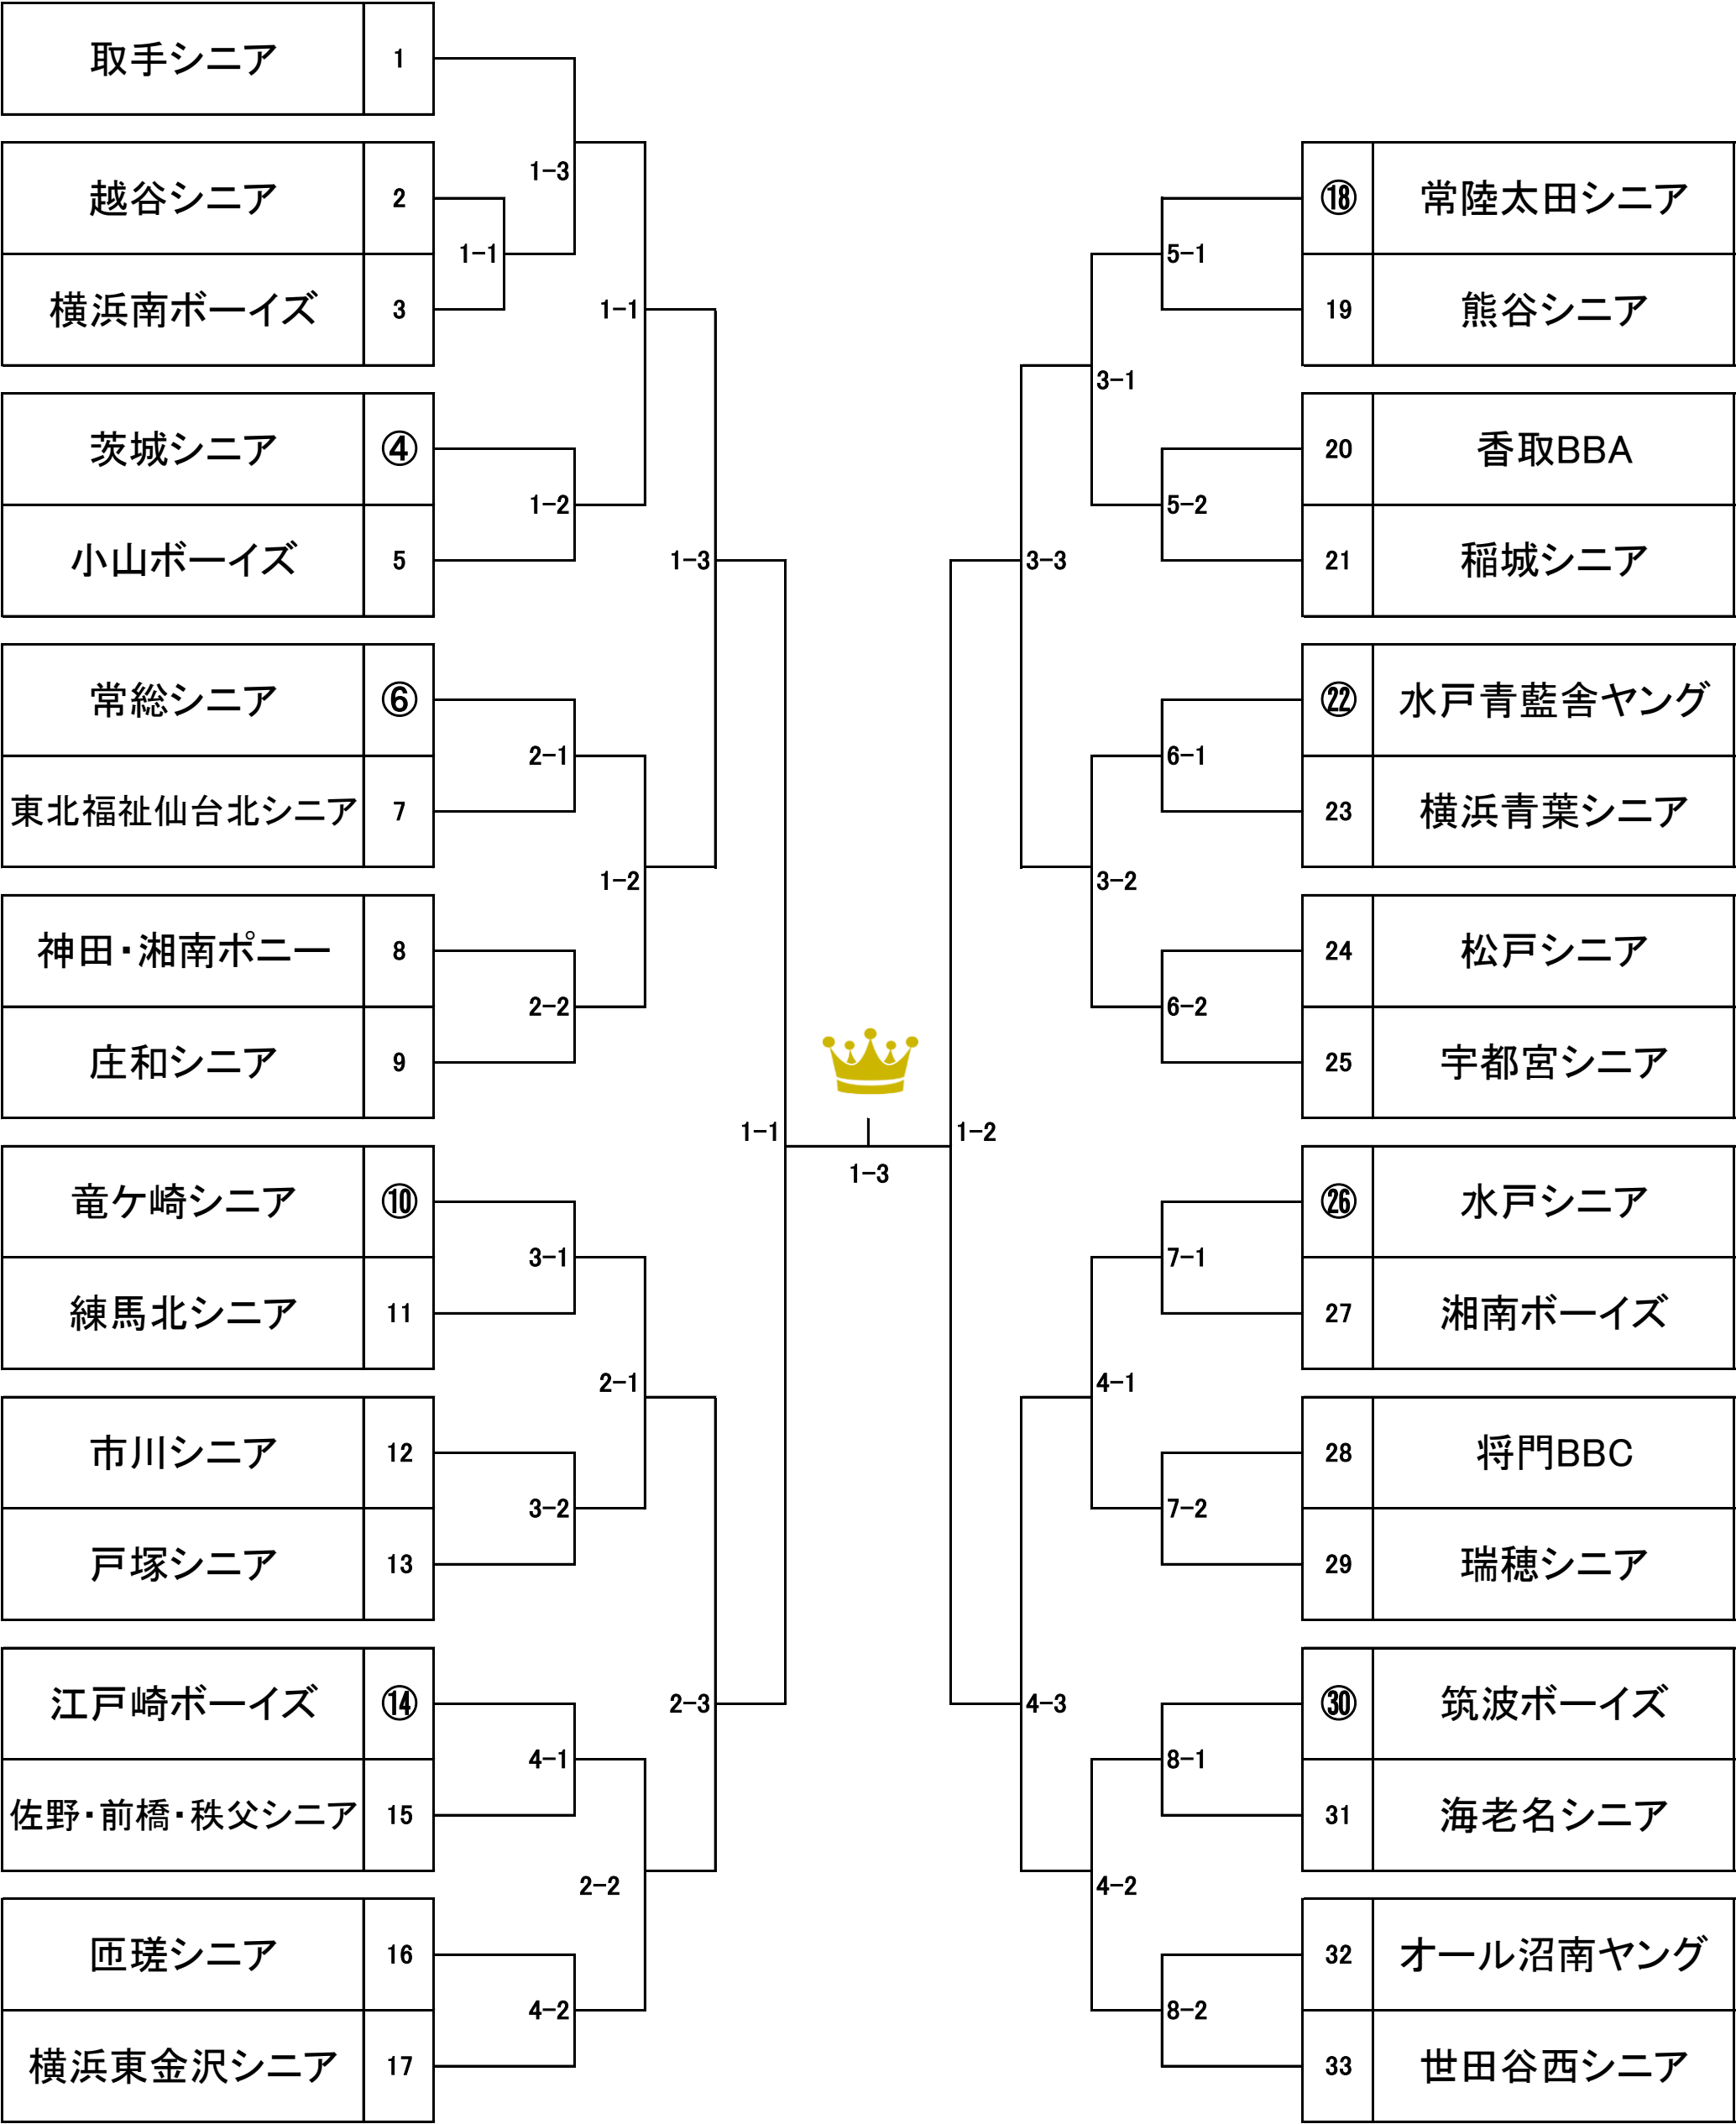 取手シニア 1
越谷シニア 2
横浜南ボーイズ 3
茨城シニア ④
小山ボーイズ 5
常総シニア ⑥
東北福祉仙台北シニア 7
神田・湘南ポニー 8
庄和シニア 9
竜ケ崎シニア ⑩
練馬北シニア 11
市川シニア 12
戸塚シニア 13
江戸崎ボーイズ ⑭
佐野・前橋・秩父シニア 15
匝瑳シニア 16
横浜東金沢シニア 17
1-3
1-1
1-2
2-1
2-2
3-1
3-2
4-1
4-2
1-1
1-2
2-1
2-2
1-3
2-3
1-1
1-3
1-2
3-3
4-3
3-1
3-2
4-1
4-2
5-1
5-2
6-1
6-2
7-1
7-2
8-1
8-2
⑱ 常陸太田シニア
19 熊谷シニア
20 香取BBA
21 稲城シニア
㉒ 水戸青藍舎ヤング
23 横浜青葉シニア
24 松戸シニア
25 宇都宮シニア
㉖ 水戸シニア
27 湘南ボーイズ
28 将門BBC
29 瑞穂シニア
㉚ 筑波ボーイズ
31 海老名シニア
32 オール沼南ヤング
33 世田谷西シニア